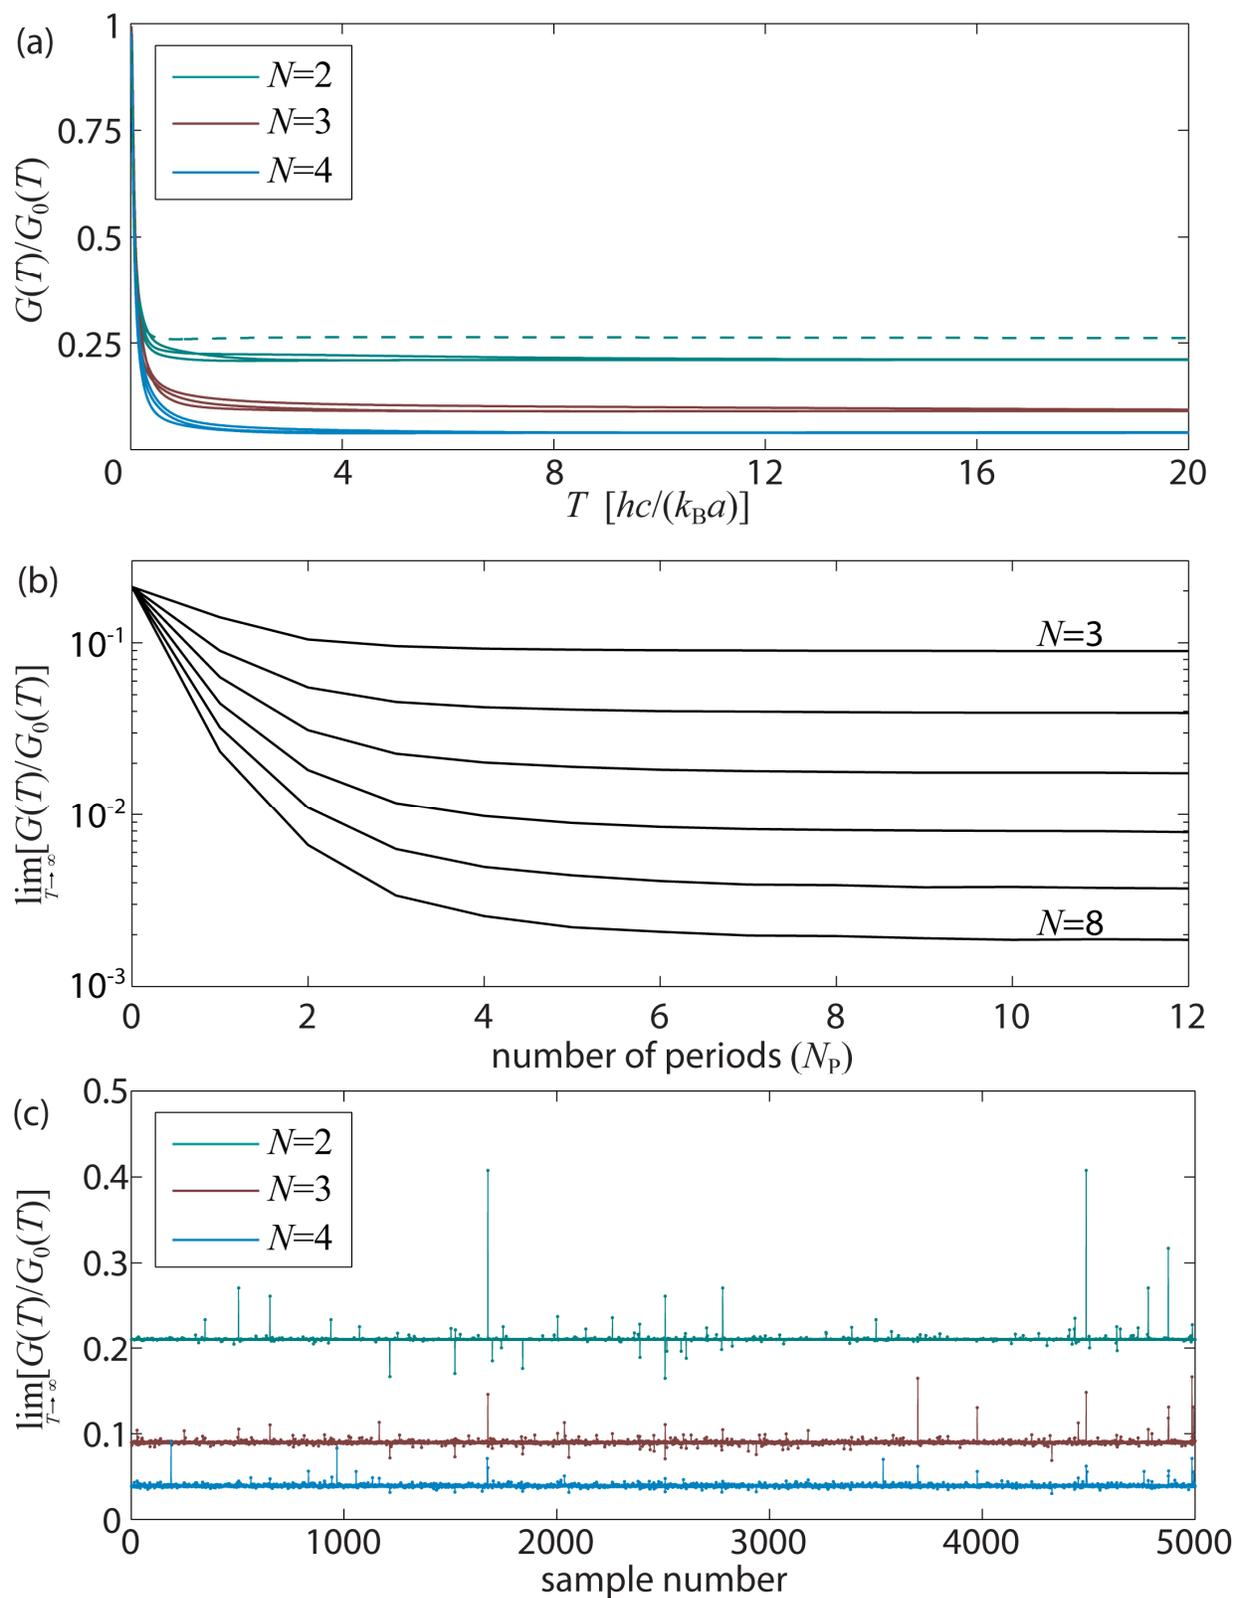 (a)
1
0.75
0.5
0.25
0
G(T)/G₀(T)
N=2
N=3
N=4
4
8
12
16
20
T [hc/(k_Ba)]
(b)
10⁻¹
10⁻²
10⁻³
lim[G(T)/G₀(T)]
T→∞
N=3
N=8
0
2
4
6
8
10
12
number of periods (N_P)
(c)
0.5
0.4
0.3
0.2
0.1
0
lim[G(T)/G₀(T)]
T→∞
N=2
N=3
N=4
0
1000
2000
3000
4000
5000
sample number